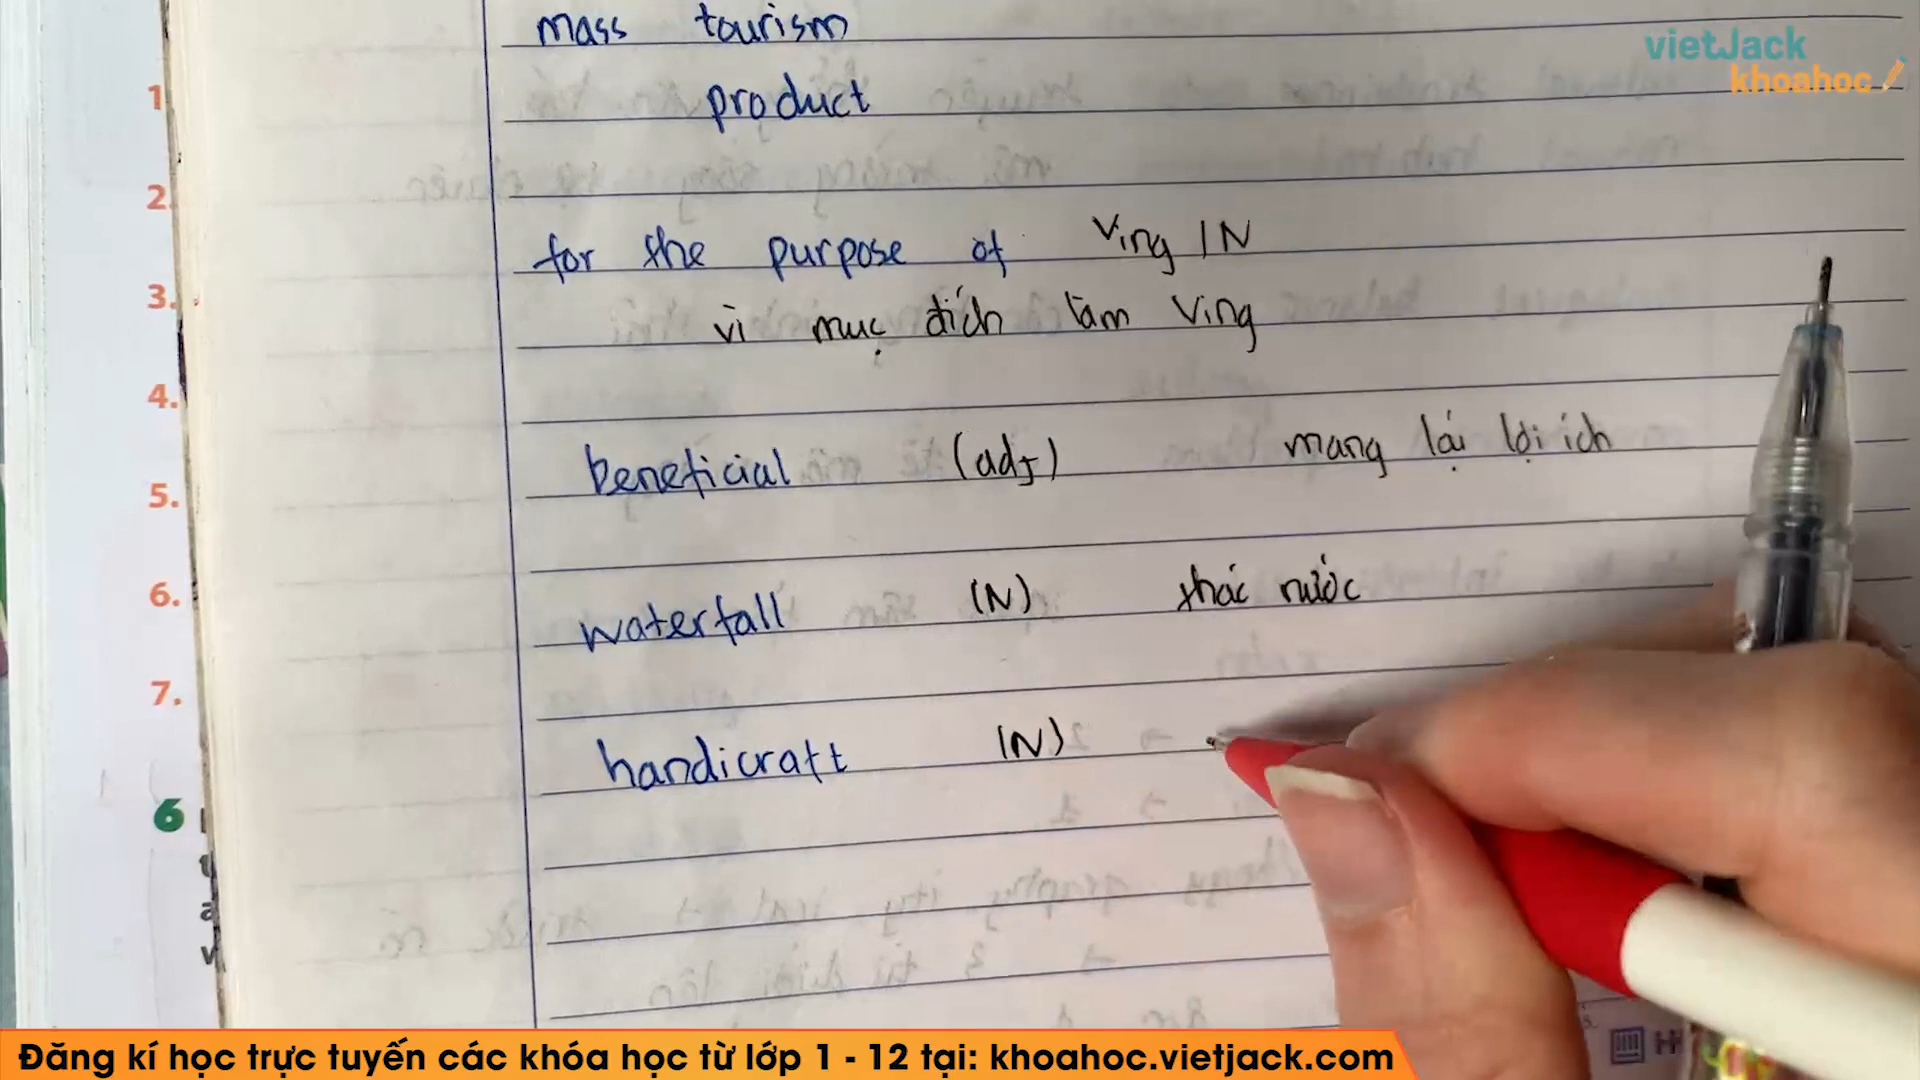 mass tourism
product
for the purpose of Ving / N
vì mục đích làm Ving
beneficial (adj) mang lại lợi ích
waterfall (N) thác nước
handicraft (N)
1
2.
3.
4.
5.
6.
7.
6
vietJack
khoahoc
Đăng kí học trực tuyến các khóa học từ lớp 1 - 12 tại: khoahoc.vietjack.com